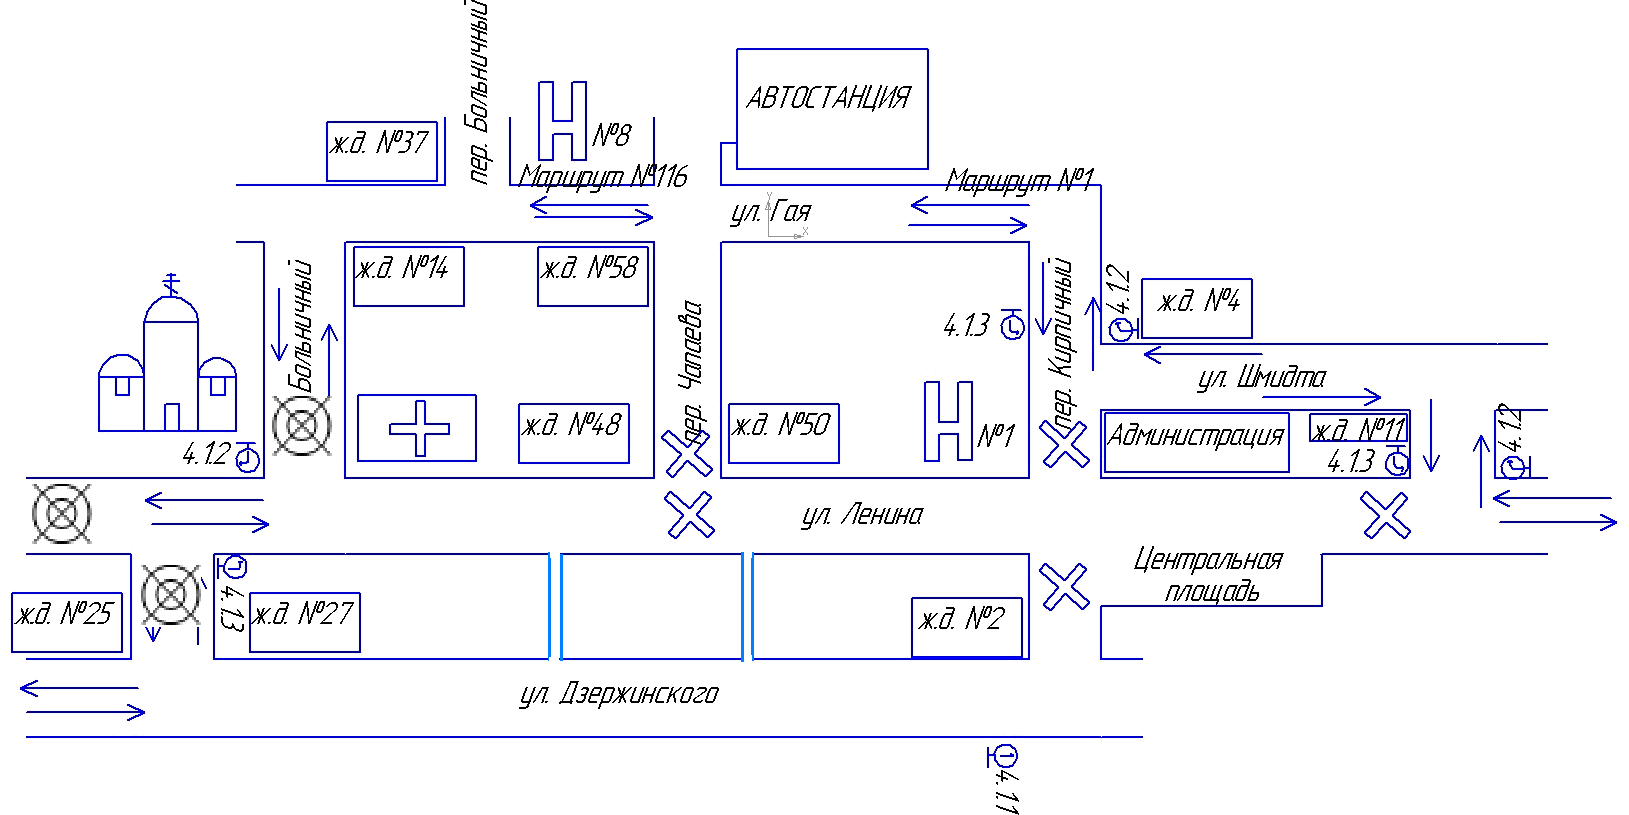 пер. Больничный
АВТОСТАНЦИЯ
ж.д. №37
№8
Маршрут №116
Маршрут №1
ул. Гая
Y
X
ж.д. №14
ж.д. №58
Больничный
пер. Чапаева
4.1.3
пер. Кирпичный
4.1.2
ж.д. №4
ул. Шмидта
ж.д. №48
ж.д. №50
№1
Администрация
ж.д. №11
4.1.3
4.1.2
4.1.2
ул. Ленина
Центральная
площадь
ж.д. №25
4.1.3
ж.д. №27
ж.д. №2
ул. Дзержинского
4.1.1